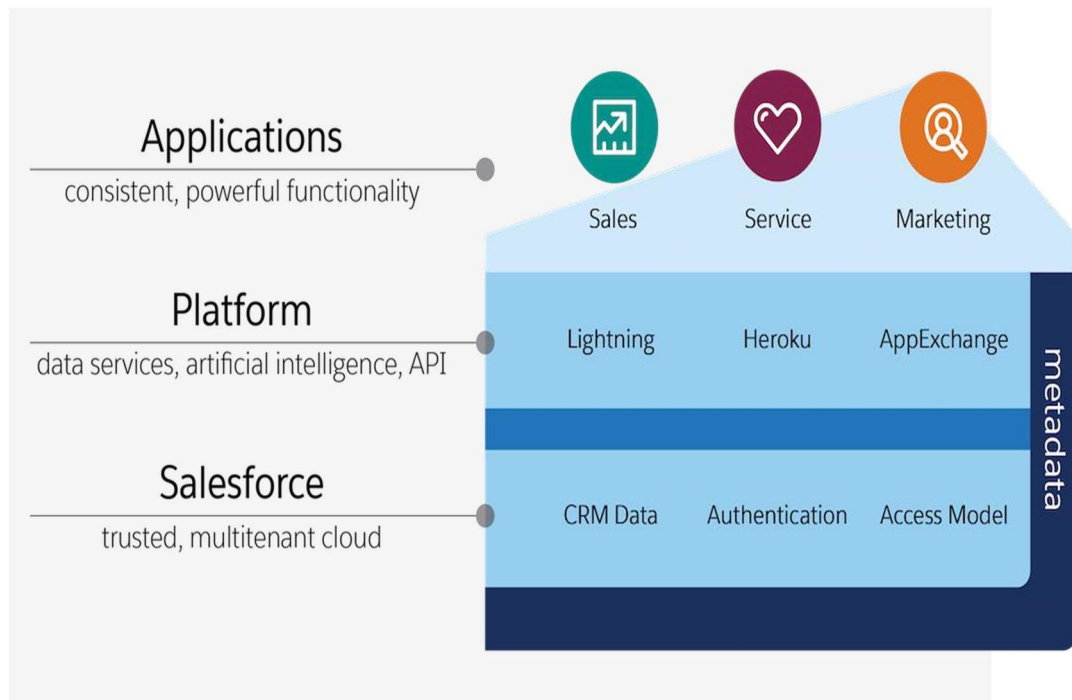 Applications
consistent, powerful functionality
Sales
Service
Marketing
Platform
data services, artificial intelligence, API
Lightning
Heroku
AppExchange
Salesforce
trusted, multitenant cloud
CRM Data
Authentication
Access Model
metadata